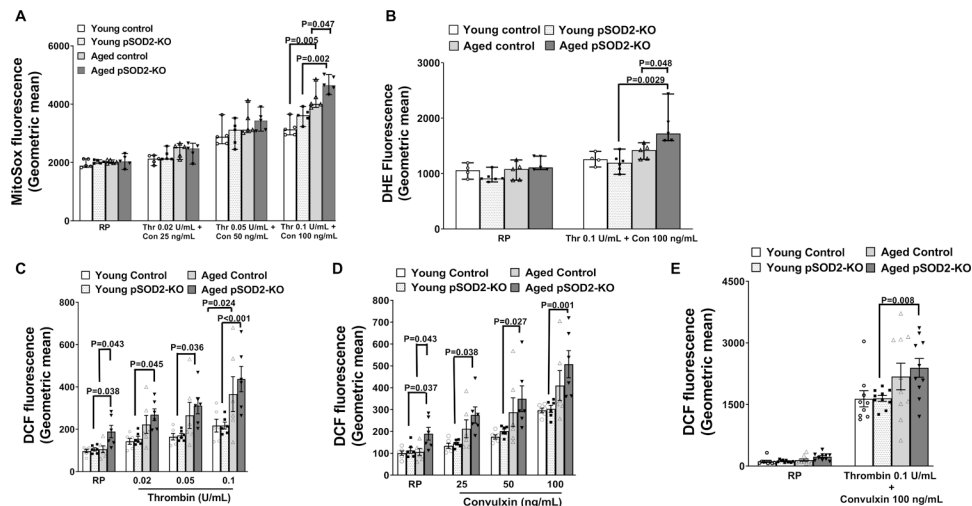 A
Young control
Young pSOD2-KO
Aged control
Aged pSOD2-KO
P=0.047
P=0.005
P=0.002
MitoSox fluorescence
(Geometric mean)
6000
4000
2000
0
RP
Thr 0.02 U/mL +
Con 25 ng/mL
Thr 0.05 U/mL +
Con 50 ng/mL
Thr 0.1 U/mL +
Con 100 ng/mL
B
Young control
Young pSOD2-KO
Aged control
Aged pSOD2-KO
P=0.048
P=0.0029
DHE Fluorescence
(Geometric mean)
3000
2000
1000
0
RP
Thr 0.1 U/mL + Con 100 ng/mL
C
Young Control
Aged Control
Young pSOD2-KO
Aged pSOD2-KO
P=0.024
P<0.001
P=0.043
P=0.038
P=0.045
P=0.036
DCF fluorescence
(Geometric mean)
800
600
400
200
0
RP
0.02
0.05
0.1
Thrombin (U/mL)
D
Young Control
Aged Control
Young pSOD2-KO
Aged pSOD2-KO
P=0.043
P=0.037
P=0.038
P=0.027
P=0.001
DCF fluorescence
(Geometric mean)
800
700
600
500
400
300
200
100
0
RP
25
50
100
Convulxin (ng/mL)
E
Young Control
Young pSOD2-KO
Aged Control
Aged pSOD2-KO
P=0.008
DCF fluorescence
(Geometric mean)
4500
3000
1500
0
RP
Thrombin 0.1 U/mL
+
Convulxin 100 ng/mL